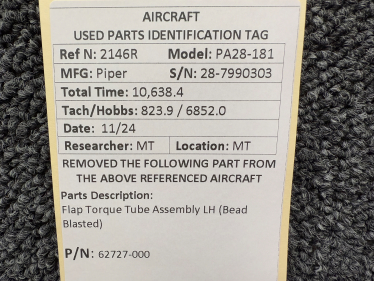 AIRCRAFT
USED PARTS IDENTIFICATION TAG
Ref N: 2146R Model: PA28-181
MFG: Piper S/N: 28-7990303
Total Time: 10,638.4
Tach/Hobbs: 823.9 / 6852.0
Date: 11/24
Researcher: MT Location: MT
REMOVED THE FOLLOWING PART FROM
THE ABOVE REFERENCED AIRCRAFT
Parts Description:
Flap Torque Tube Assembly LH (Bead
Blasted)
P/N: 62727-000